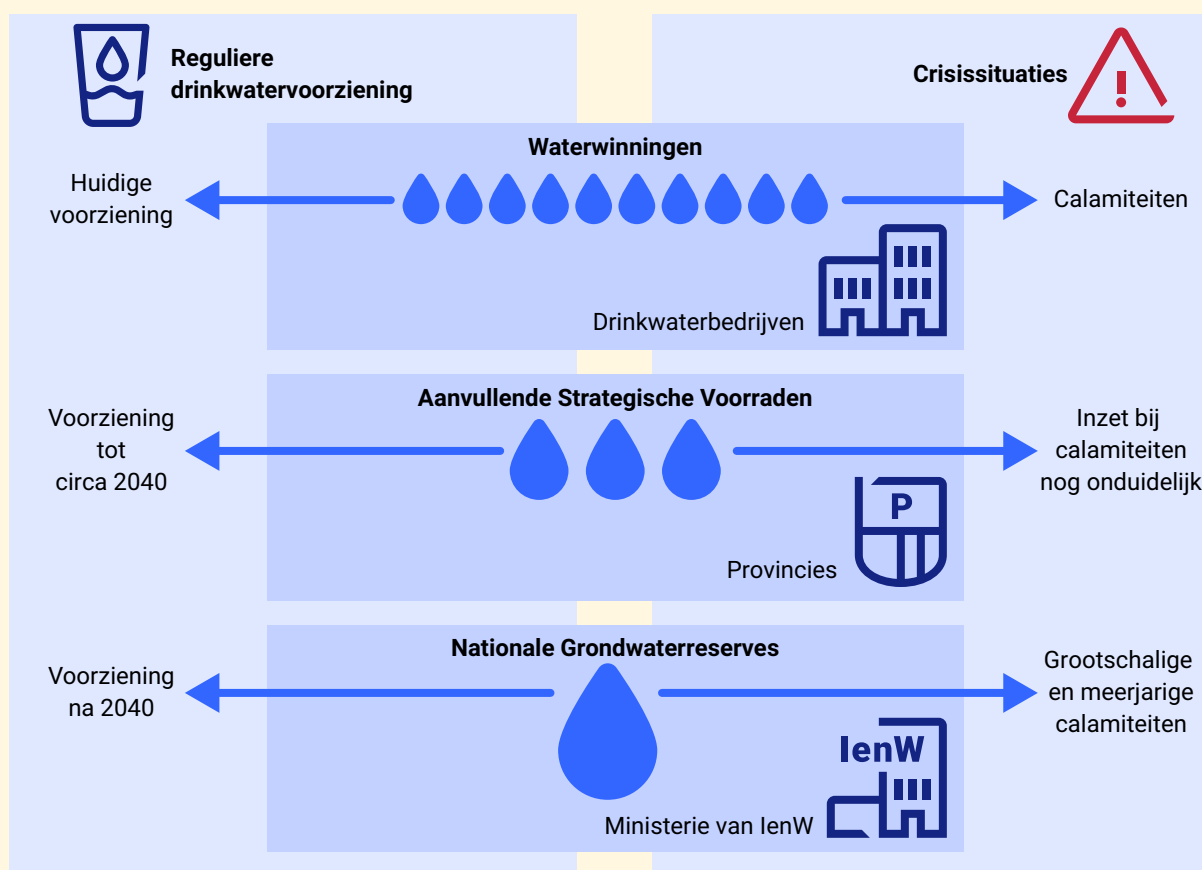 Reguliere
drinkwatervoorziening
Crisissituaties
Waterwinningen
Huidige
voorziening
Calamiteiten
Drinkwaterbedrijven
Aanvullende Strategische Voorraden
Voorziening
tot
circa 2040
Inzet bij
calamiteiten
nog onduidelijk
P
Provincies
Nationale Grondwaterreserves
Voorziening
na 2040
Grootschalige
en meerjarige
calamiteiten
IenW
Ministerie van IenW